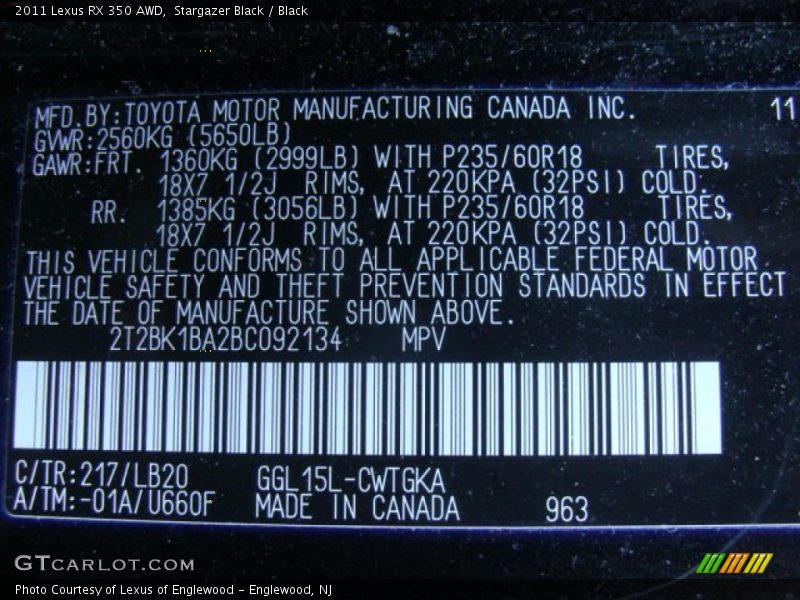 2011 Lexus RX 350 AWD, Stargazer Black / Black
MFD.BY:TOYOTA MOTOR MANUFACTURING CANADA INC. 11
GVWR:2560KG (5650LB)
GAWR:FRT. 1360KG (2999LB) WITH P235/60R18 TIRES,
18X7 1/2J RIMS, AT 220KPA (32PSI) COLD.
RR. 1385KG (3056LB) WITH P235/60R18 TIRES,
18X7 1/2J RIMS, AT 220KPA (32PSI) COLD.
THIS VEHICLE CONFORMS TO ALL APPLICABLE FEDERAL MOTOR
VEHICLE SAFETY AND THEFT PREVENTION STANDARDS IN EFFECT
THE DATE OF MANUFACTURE SHOWN ABOVE.
2T2BK1BA2BC092134 MPV
C/TR:217/LB20 GGL15L-CWTGKA
A/TM:-01A/U660F MADE IN CANADA 963
GTCARLOT.COM
Photo Courtesy of Lexus of Englewood - Englewood, NJ